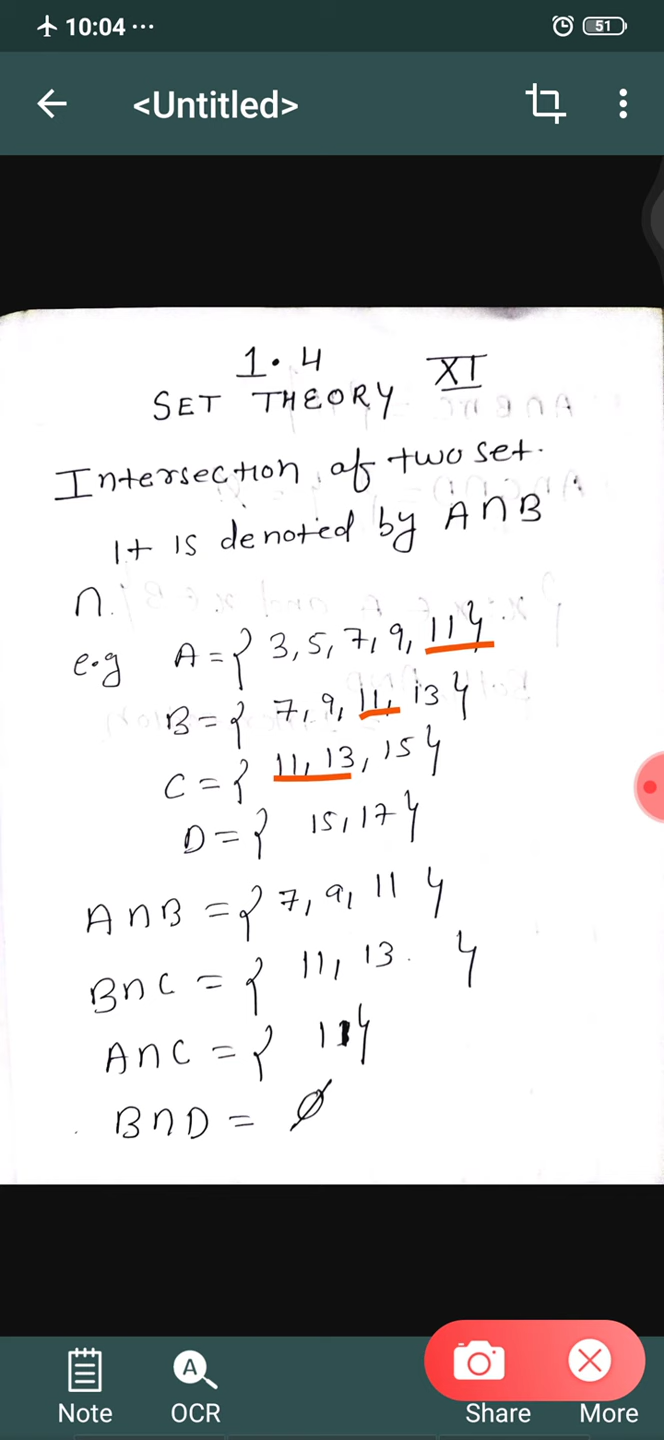 10:04 ...
51
<Untitled>
1.4
SET THEORY XI
Intersection of two set.
It is denoted by A∩B
∩.
e.g A = { 3, 5, 7, 9, 11}
B = { 7, 9, 11, 13 }
C = { 11, 13, 15 }
D = { 15, 17 }
A∩B = { 7, 9, 11 }
B∩C = { 11, 13. }
A∩C = { 11}
B∩D = ∅
A
Note
OCR
Share
More